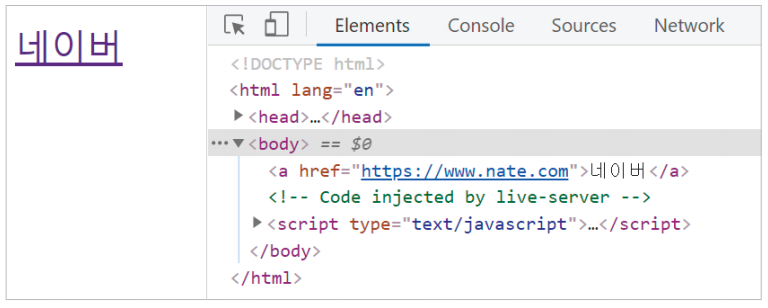 네이버
Elements Console Sources Network
<!DOCTYPE html>
<html lang="en">
<head>…</head>
<body> == $0
<a href="https://www.nate.com">네이버</a>
<!-- Code injected by live-server -->
<script type="text/javascript">…</script>
</body>
</html>